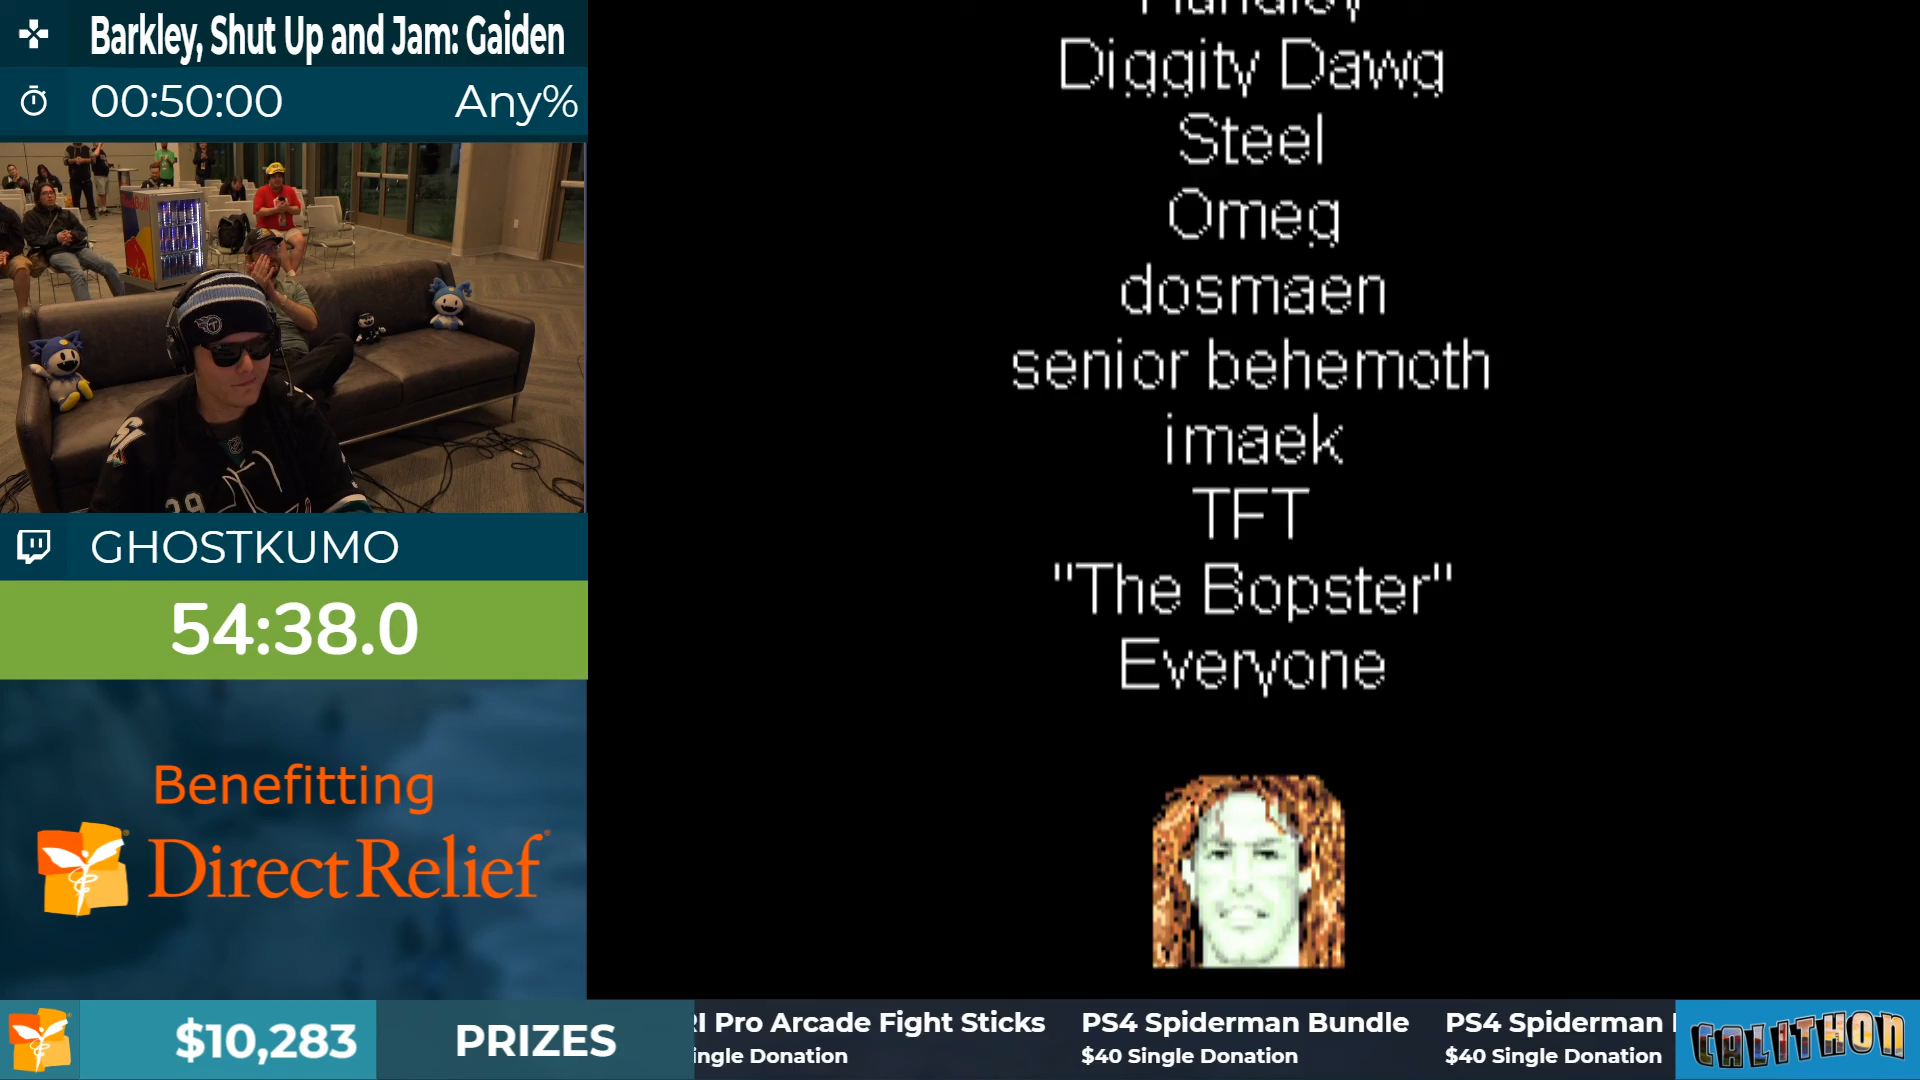 Barkley, Shut Up and Jam: Gaiden
00:50:00 Any%
GHOSTKUMO
54:38.0
Benefitting
Direct Relief
$10,283
PRIZES
Pro Arcade Fight Sticks
Donation
PS4 Spiderman Bundle
$40 Single Donation
PS4 Spiderman
$40 Single Donation
CALITHON
Diggity Dawg
Steel
Omeg
dosmaen
senior behemoth
imaek
TFT
"The Bopster"
Everyone
39